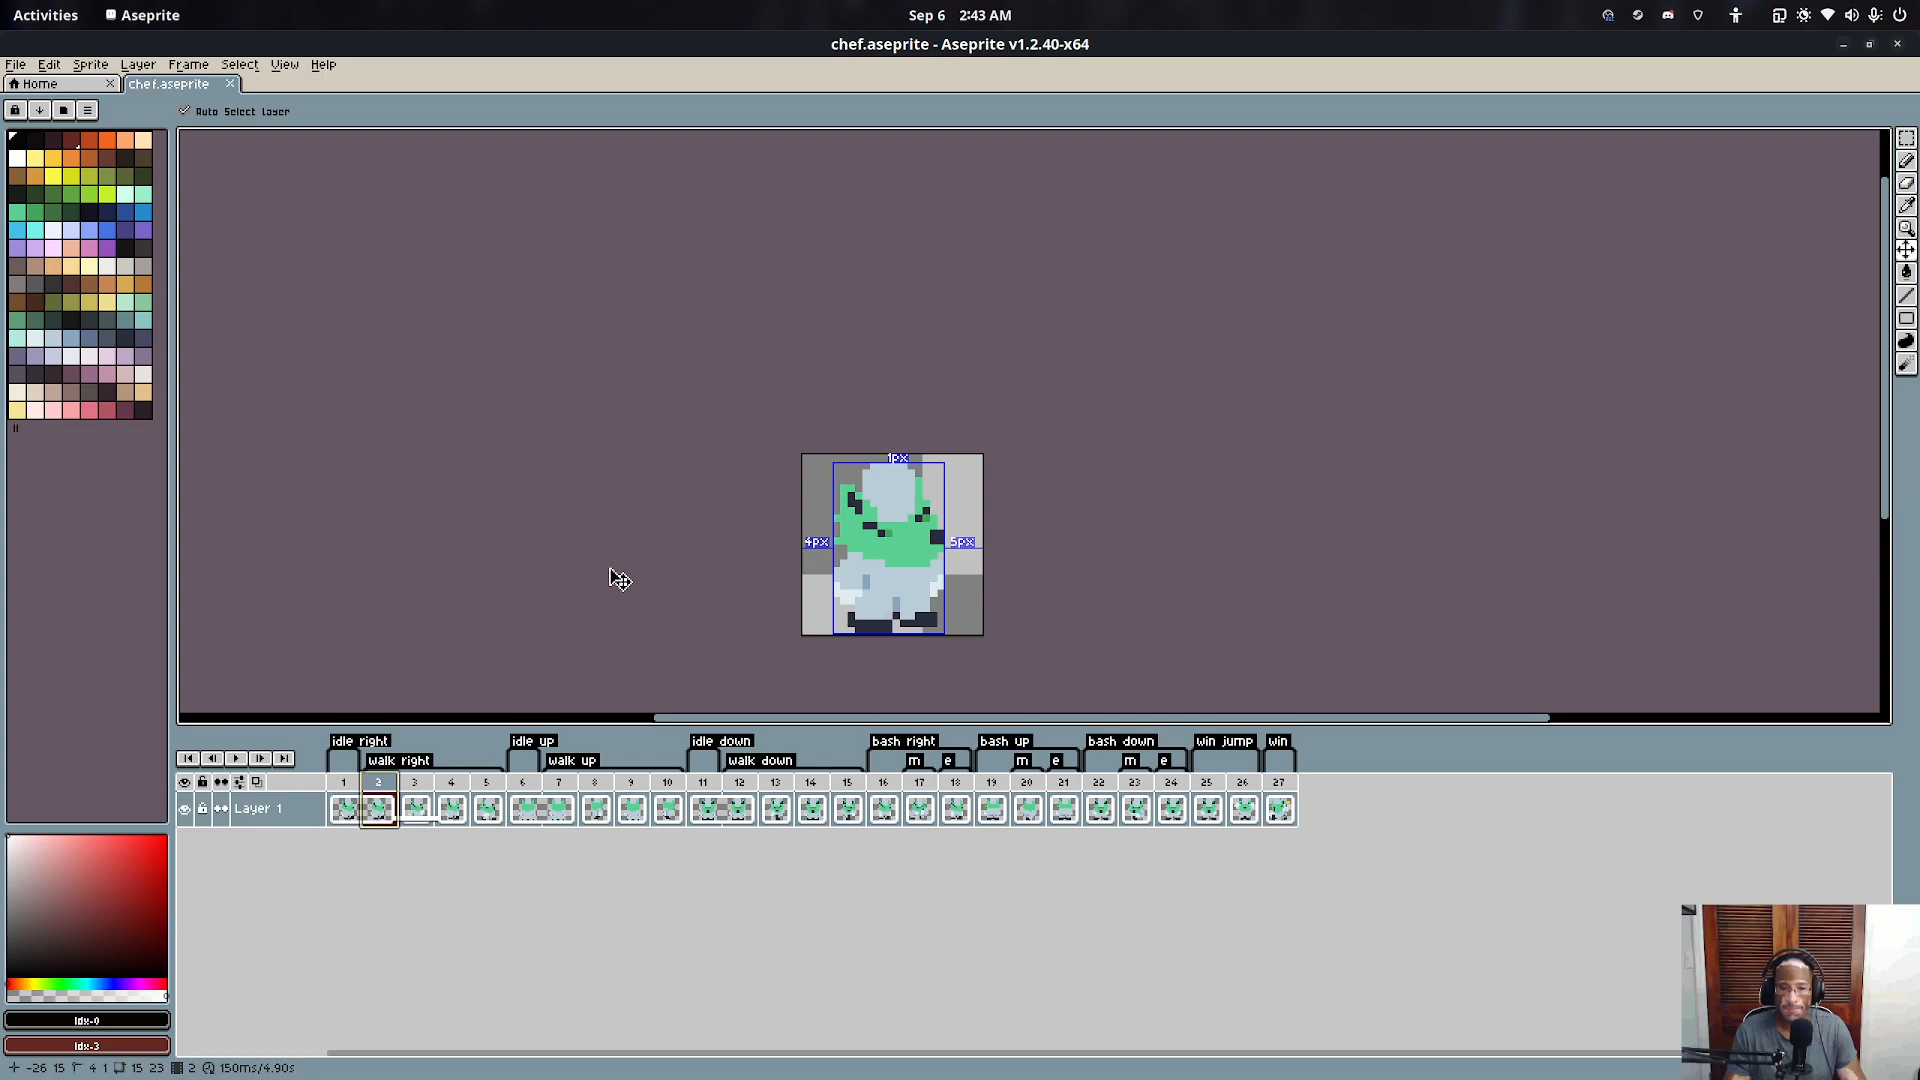 Activities Aseprite Sep 6 2:43 AM
chef.aseprite - Aseprite v1.2.40-x64
File Edit Sprite Layer Frame Select View Help
Home chef.aseprite
Auto Select Layer
1px
4px 5px
idle right idle up idle down bash right bash up bash down win jump win
walk right walk up walk down m e m e m e
1 2 3 4 5 6 7 8 9 10 11 12 13 14 15 16 17 18 19 20 21 22 23 24 25 26 27
Layer 1
Idx-0
Idx-3
-26 15 4 1 15 23 2 150ms/4.90s